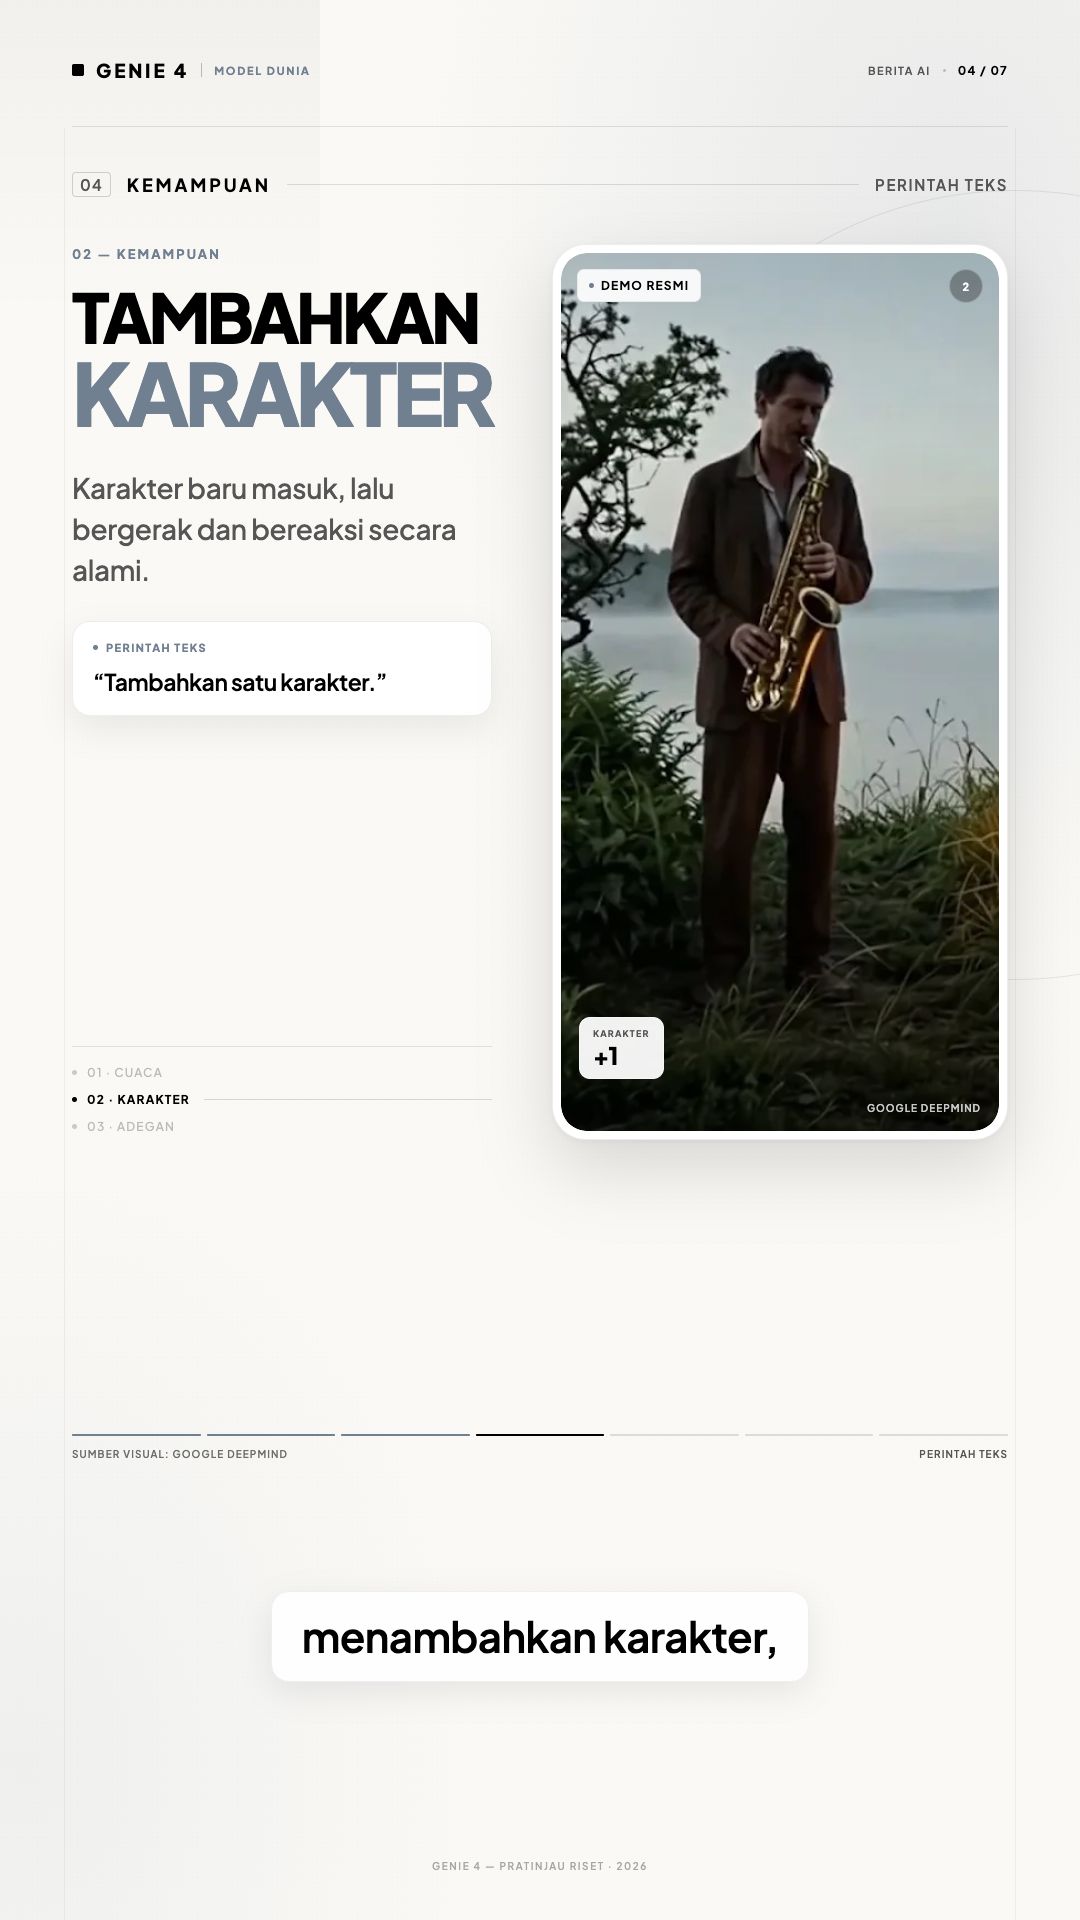 GENIE 4
MODEL DUNIA
BERITA AI • 04 / 07
04 KEMAMPUAN
PERINTAH TEKS
02 — KEMAMPUAN
TAMBAHKAN
KARAKTER
Karakter baru masuk, lalu
bergerak dan bereaksi secara
alami.
• PERINTAH TEKS
“Tambahkan satu karakter.”
• DEMO RESMI
2
KARAKTER
+1
GOOGLE DEEPMIND
• 01 · CUACA
• 02 · KARAKTER
• 03 · ADEGAN
SUMBER VISUAL: GOOGLE DEEPMIND
PERINTAH TEKS
menambahkan karakter,
GENIE 4 — PRATINJAU RISET · 2026